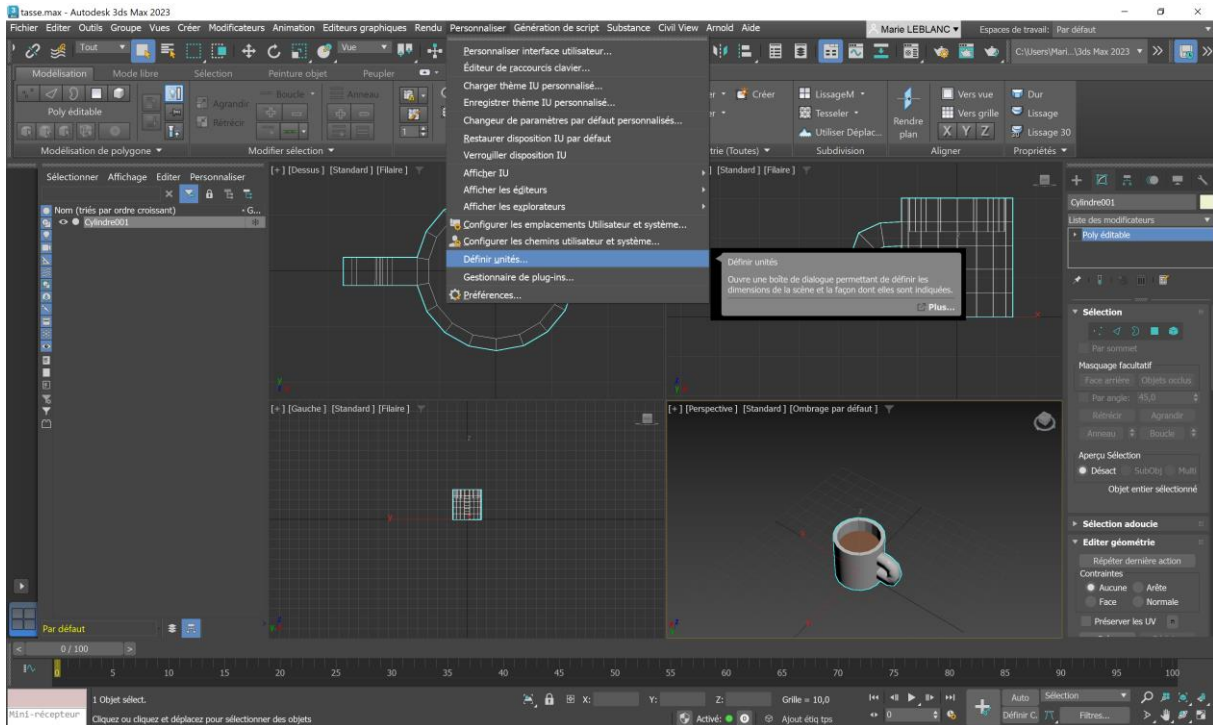 tasse.max - Autodesk 3ds Max 2023
Fichier Editer Outils Groupe Vues Créer Modificateurs Animation Editeurs graphiques Rendu Personnaliser Génération de script Substance Civil View Arnold Aide
Marie LEBLANC
Espaces de travail: Par défaut
Tout
Vue
C:\Users\Mari...\3ds Max 2023
Modélisation Mode libre Sélection Peinture objet Peupler
Poly éditable
Agrandir
Rétrécir
Boucle
Anneau
1
Modélisation de polygone
Modifier sélection
Personnaliser interface utilisateur...
Éditeur de raccourcis clavier...
Charger thème IU personnalisé...
Enregistrer thème IU personnalisé...
Changeur de paramètres par défaut personnalisés...
Restaurer disposition IU par défaut
Verrouiller disposition IU
Afficher IU
Afficher les éditeurs
Afficher les explorateurs
Configurer les emplacements Utilisateur et système...
Configurer les chemins utilisateur et système...
Définir unités...
Gestionnaire de plug-ins...
Préférences...
Définir unités
Ouvre une boîte de dialogue permettant de définir les
dimensions de la scène et la façon dont elles sont indiquées.
Plus...
Créer
trie (Toutes)
LissageM
Tesseler
Utiliser Déplac...
Subdivision
Rendre
plan
Vers vue
Vers grille
X Y Z
Aligner
Dur
Lissage
Lissage 30
Propriétés
Sélectionner Affichage Editer Personnaliser
Nom (triés par ordre croissant)
G...
Cylindre001
[+] [Dessus ] [Standard ] [Filaire ]
] [Standard ] [Filaire ]
[+] [Gauche ] [Standard ] [Filaire ]
[+] [Perspective ] [Standard ] [Ombrage par défaut ]
Cylindre001
Liste des modificateurs
Poly éditable
Sélection
Par sommet
Masquage facultatif
Face arrière Objets occlus
Par angle: 45,0
Rétrécir Agrandir
Anneau Boucle
Aperçu Sélection
Désact SubObj Multi
Objet entier sélectionné
Sélection adoucie
Editer géométrie
Répéter dernière action
Contraintes
Aucune Arête
Face Normale
Préserver les UV
Par défaut
0 / 100
0 5 10 15 20 25 30 35 40 45 50 55 60 65 70 75 80 85 90 95 100
Mini-récepteur
1 Objet sélect.
Cliquez ou cliquez et déplacez pour sélectionner des objets
X: Y: Z:
Grille = 10,0
Activé:
Ajout étiq tps
0
Auto
Sélection
Définir C.
Filtres...